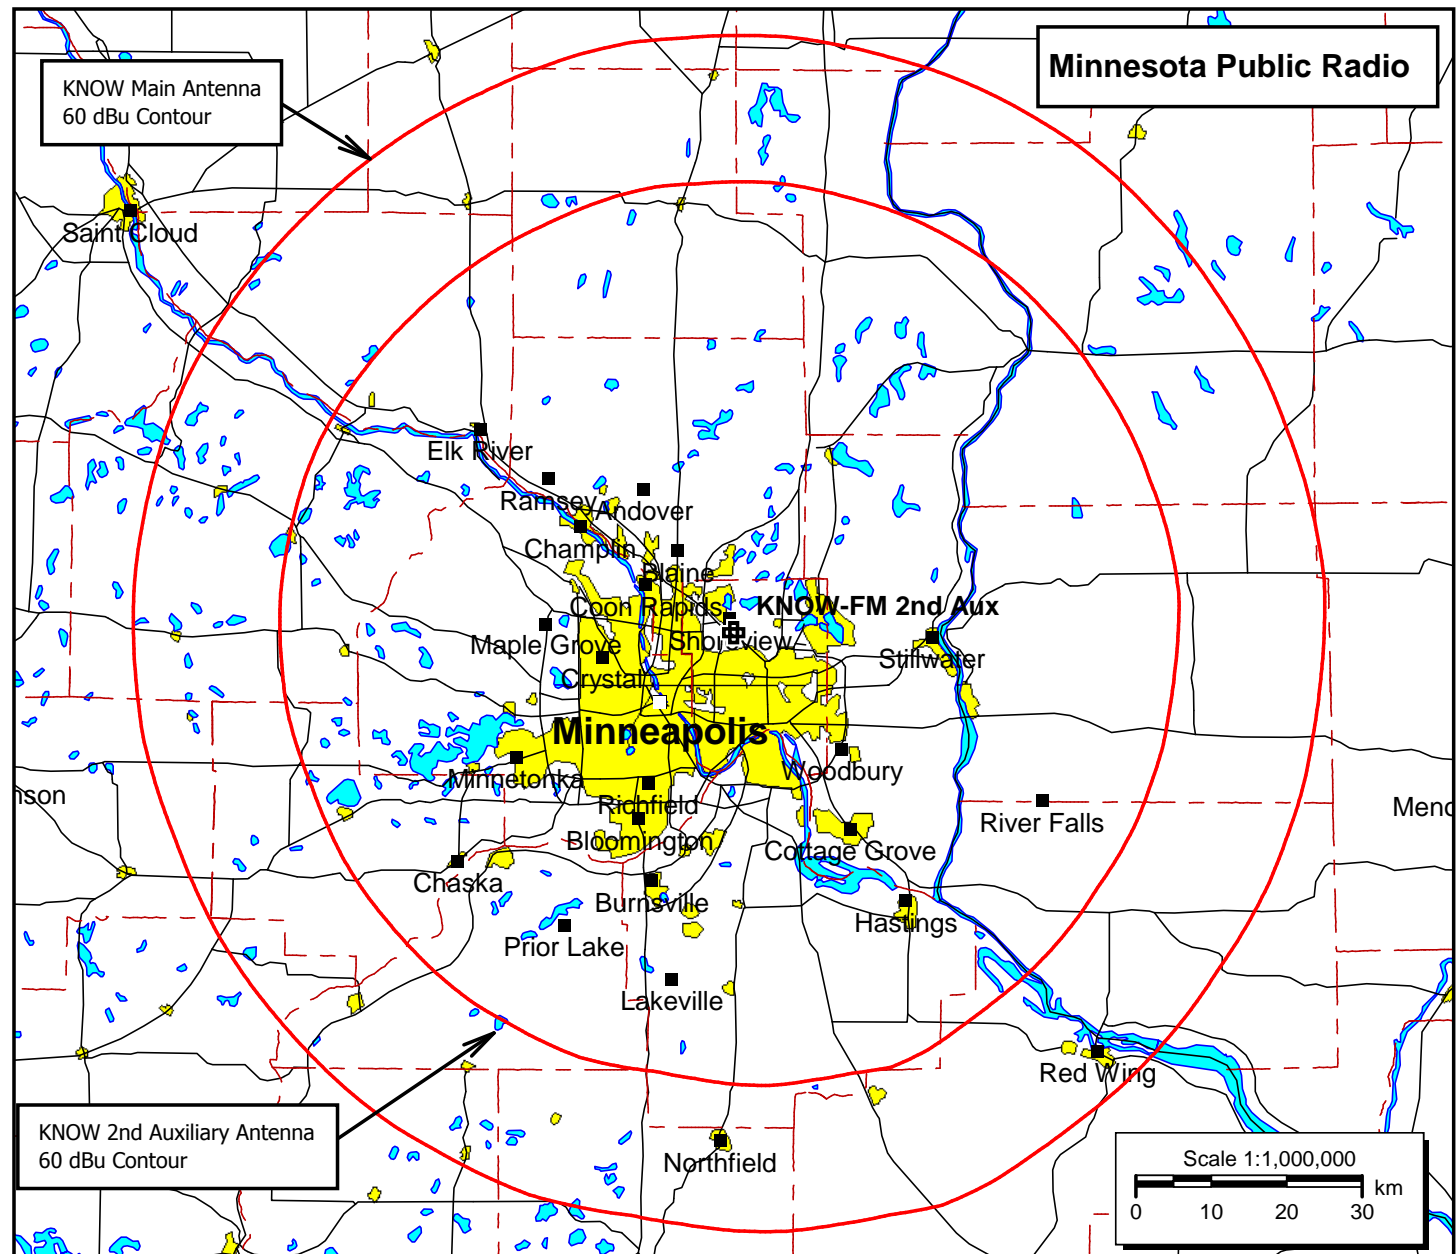 Minnesota Public Radio
KNOW Main Antenna
60 dBu Contour
Saint Cloud
Elk River
Ramsey
Andover
Champlin
Blaine
Coon Rapids
KNOW-FM 2nd Aux
Maple Grove
Shoreview
Stillwater
Crystal
Minneapolis
Minnetonka
Woodbury
nson
Richfield
Mend
River Falls
Bloomington
Cottage Grove
Chaska
Burnsville
Hastings
Prior Lake
Lakeville
Red Wing
KNOW 2nd Auxiliary Antenna
60 dBu Contour
Northfield
Scale 1:1,000,000
km
0 10 20 30